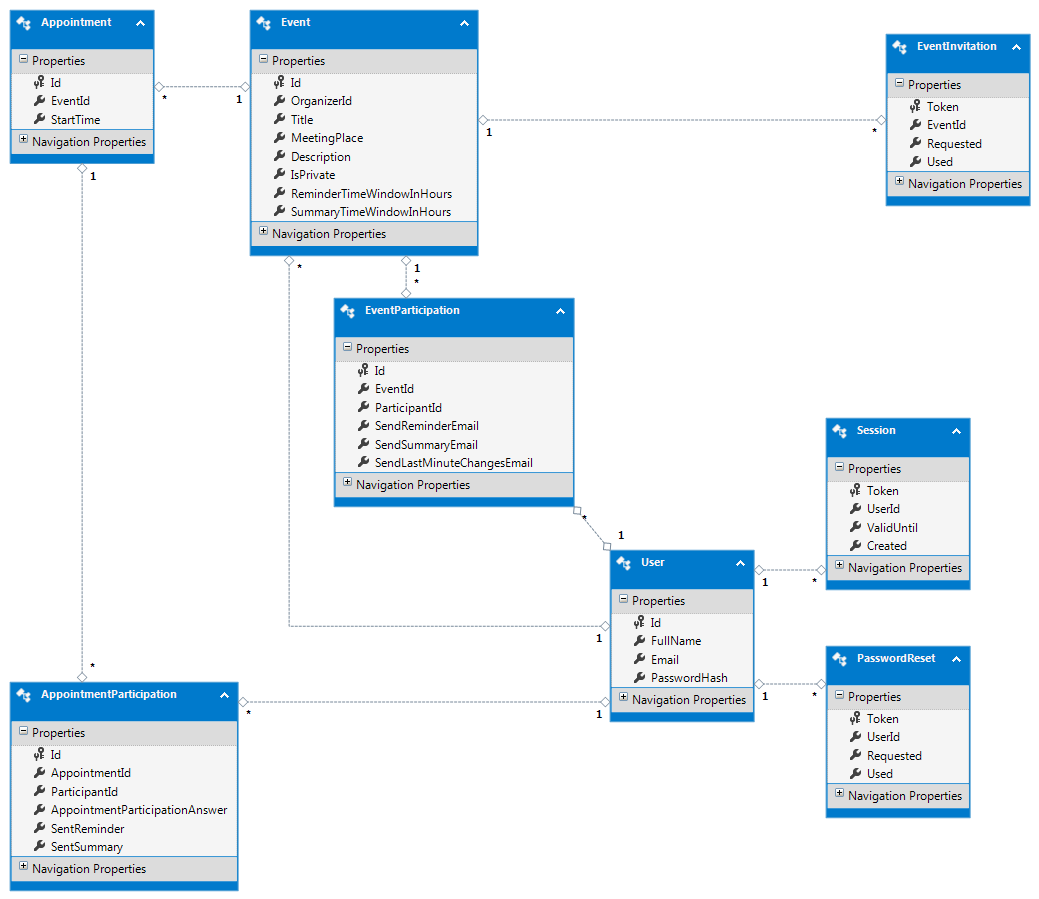 Appointment
Properties
Id
EventId
StartTime
Navigation Properties
*
1
1
Event
Properties
Id
OrganizerId
Title
MeetingPlace
Description
IsPrivate
ReminderTimeWindowInHours
SummaryTimeWindowInHours
Navigation Properties
1
*
*
1
*
EventInvitation
Properties
Token
EventId
Requested
Used
Navigation Properties
EventParticipation
Properties
Id
EventId
ParticipantId
SendReminderEmail
SendSummaryEmail
SendLastMinuteChangesEmail
Navigation Properties
*
1
User
Properties
Id
FullName
Email
PasswordHash
Navigation Properties
1
1
*
1
*
Session
Properties
Token
UserId
ValidUntil
Created
Navigation Properties
PasswordReset
Properties
Token
UserId
Requested
Used
Navigation Properties
*
AppointmentParticipation
Properties
Id
AppointmentId
ParticipantId
AppointmentParticipationAnswer
SentReminder
SentSummary
Navigation Properties
*
1